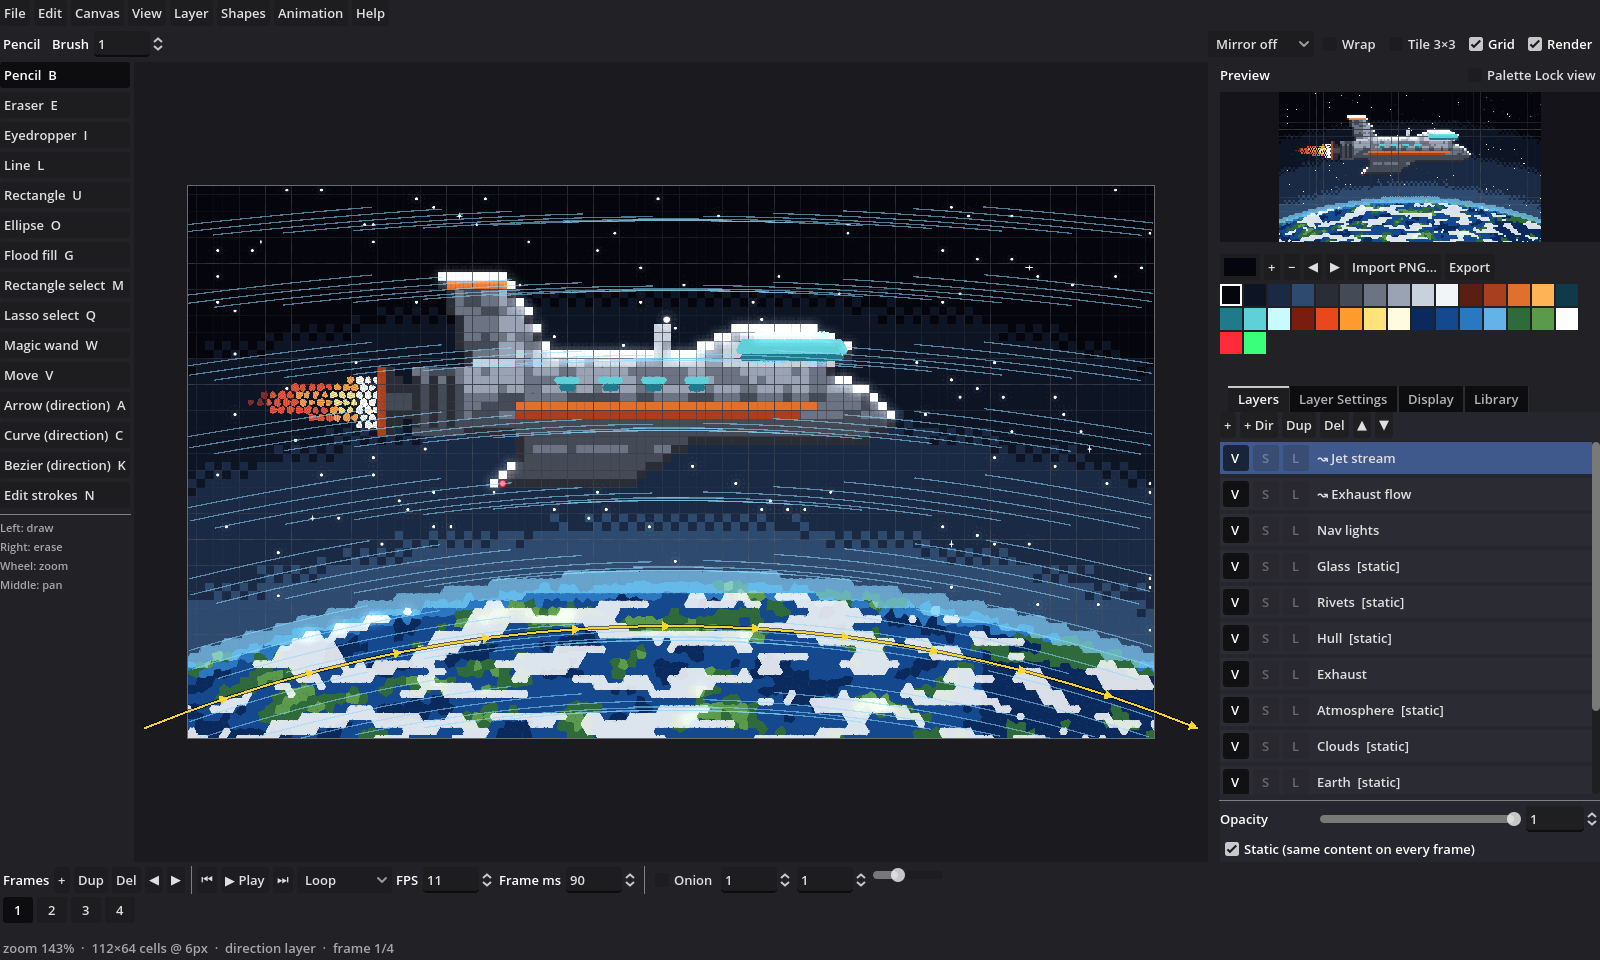 File Edit Canvas View Layer Shapes Animation Help
Pencil Brush 1 Mirror off Wrap Tile 3×3 Grid Render
Pencil B
Eraser E
Eyedropper I
Line L
Rectangle U
Ellipse O
Flood fill G
Rectangle select M
Lasso select Q
Magic wand W
Move V
Arrow (direction) A
Curve (direction) C
Bezier (direction) K
Edit strokes N
Left: draw
Right: erase
Wheel: zoom
Middle: pan
Preview Palette Lock view
+ − ◀ ▶ Import PNG... Export
Layers Layer Settings Display Library
+ + Dir Dup Del ▲ ▼
V S L ↝ Jet stream
V S L ↝ Exhaust flow
V S L Nav lights
V S L Glass [static]
V S L Rivets [static]
V S L Hull [static]
V S L Exhaust
V S L Atmosphere [static]
V S L Clouds [static]
V S L Earth [static]
Opacity 1
Static (same content on every frame)
Frames + Dup Del ◀ ▶ ⏮ ▶ Play ⏭ Loop FPS 11 Frame ms 90 Onion 1 1
1 2 3 4
zoom 143% · 112×64 cells @ 6px · direction layer · frame 1/4